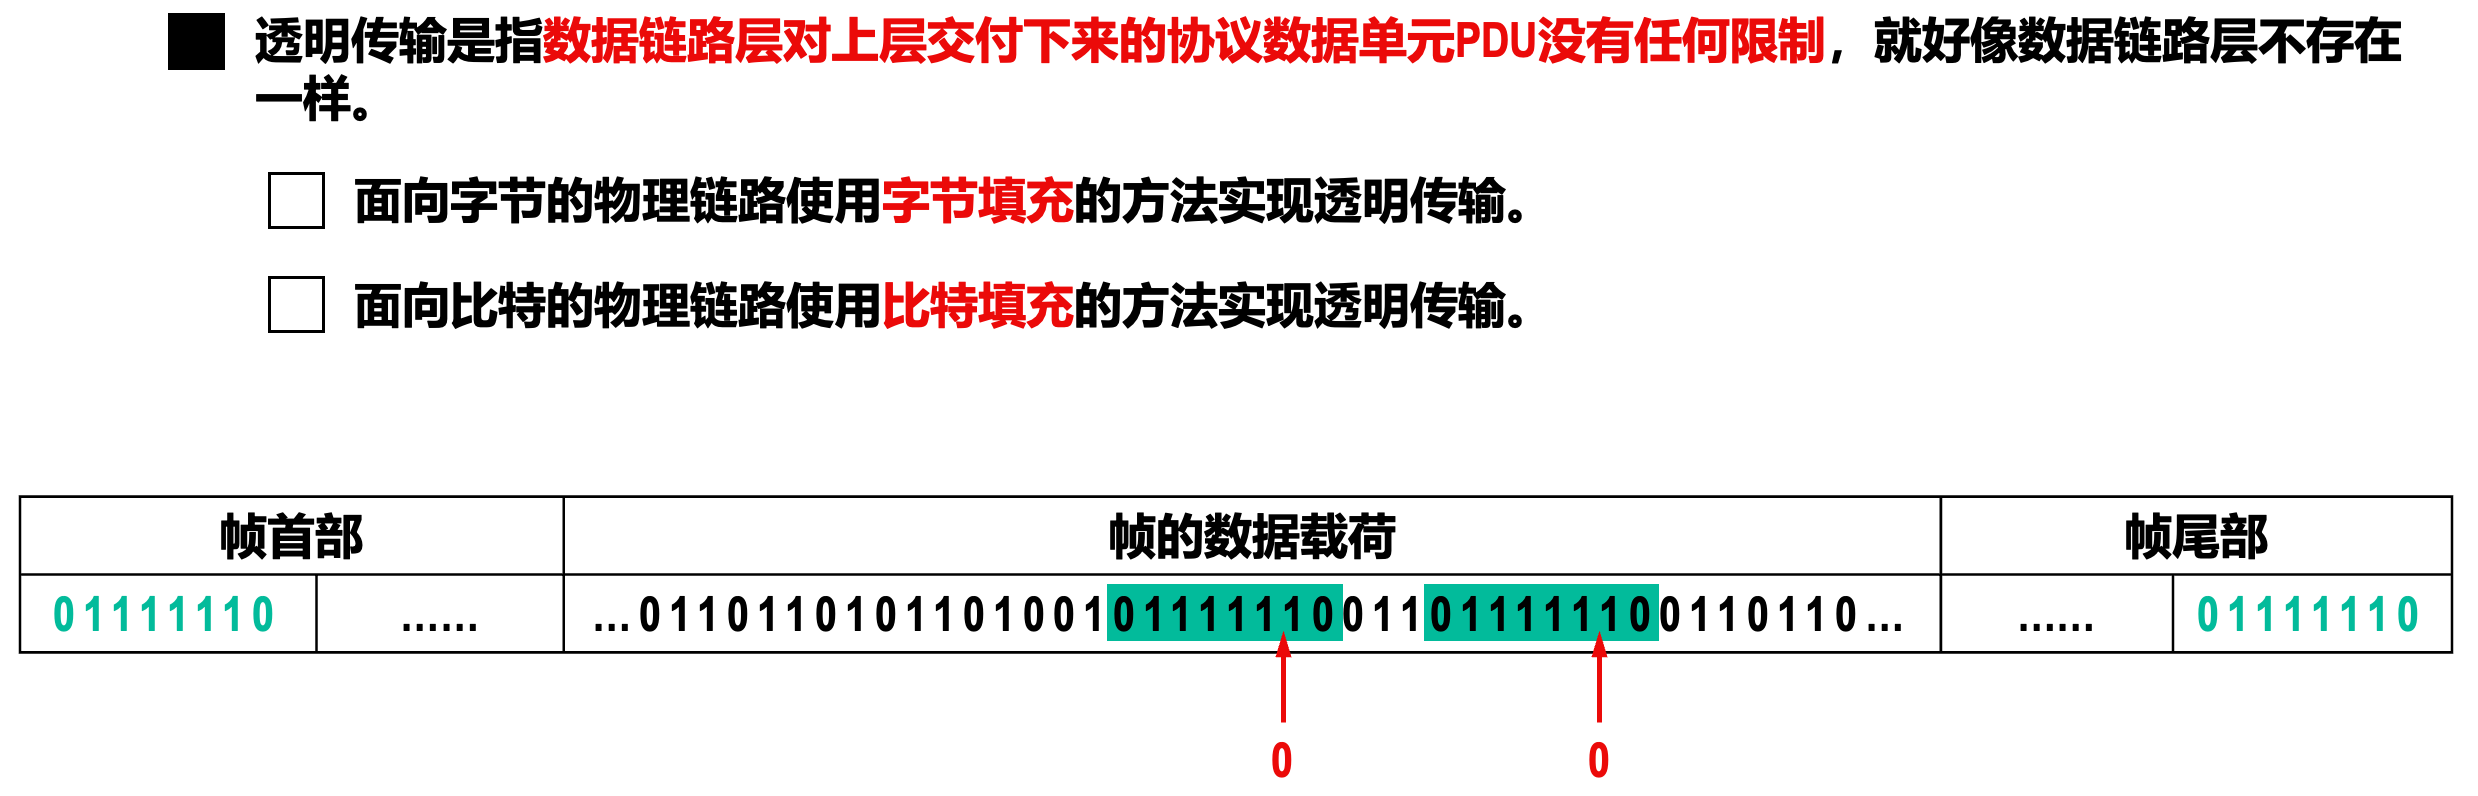 透明传输是指数据链路层对上层交付下来的协议数据单元PDU没有任何限制，就好像数据链路层不存在
一样。
面向字节的物理链路使用字节填充的方法实现透明传输。
面向比特的物理链路使用比特填充的方法实现透明传输。
帧首部 帧的数据载荷 帧尾部
01111110 ...... ...011011010110100101111110011011111100110110... ...... 01111110
0 0